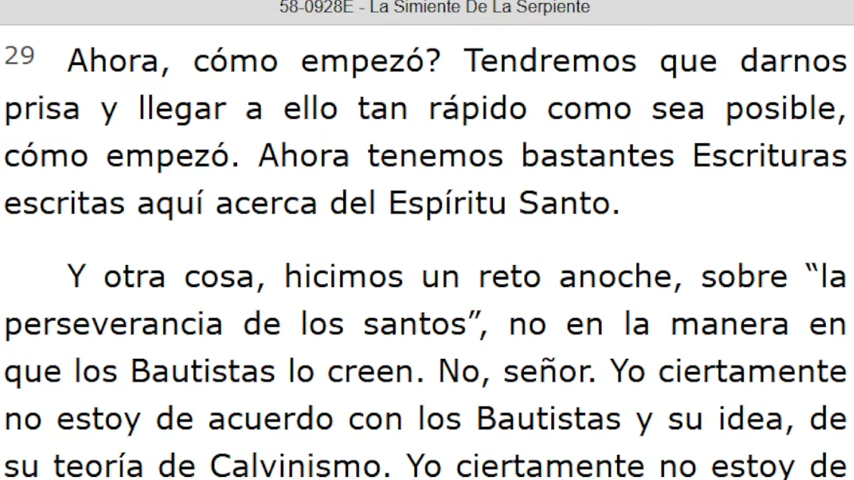 58-0928E - La Simiente De La Serpiente
29 Ahora, cómo empezó? Tendremos que darnos
prisa y llegar a ello tan rápido como sea posible,
cómo empezó. Ahora tenemos bastantes Escrituras
escritas aquí acerca del Espíritu Santo.
Y otra cosa, hicimos un reto anoche, sobre “la
perseverancia de los santos”, no en la manera en
que los Bautistas lo creen. No, señor. Yo ciertamente
no estoy de acuerdo con los Bautistas y su idea, de
su teoría de Calvinismo. Yo ciertamente no estoy de